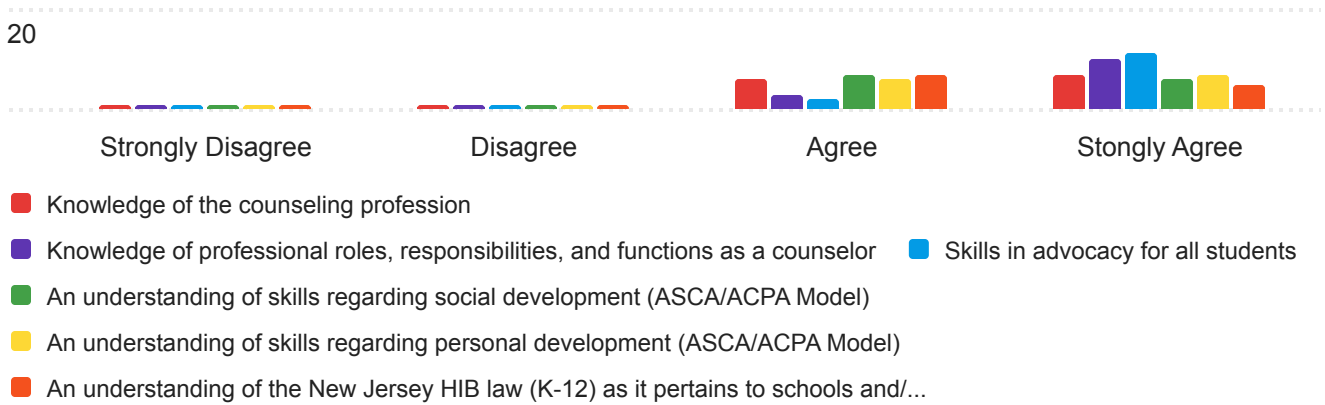 20
Strongly Disagree Disagree Agree Stongly Agree
Knowledge of the counseling profession
Knowledge of professional roles, responsibilities, and functions as a counselor Skills in advocacy for all students
An understanding of skills regarding social development (ASCA/ACPA Model)
An understanding of skills regarding personal development (ASCA/ACPA Model)
An understanding of the New Jersey HIB law (K-12) as it pertains to schools and/...